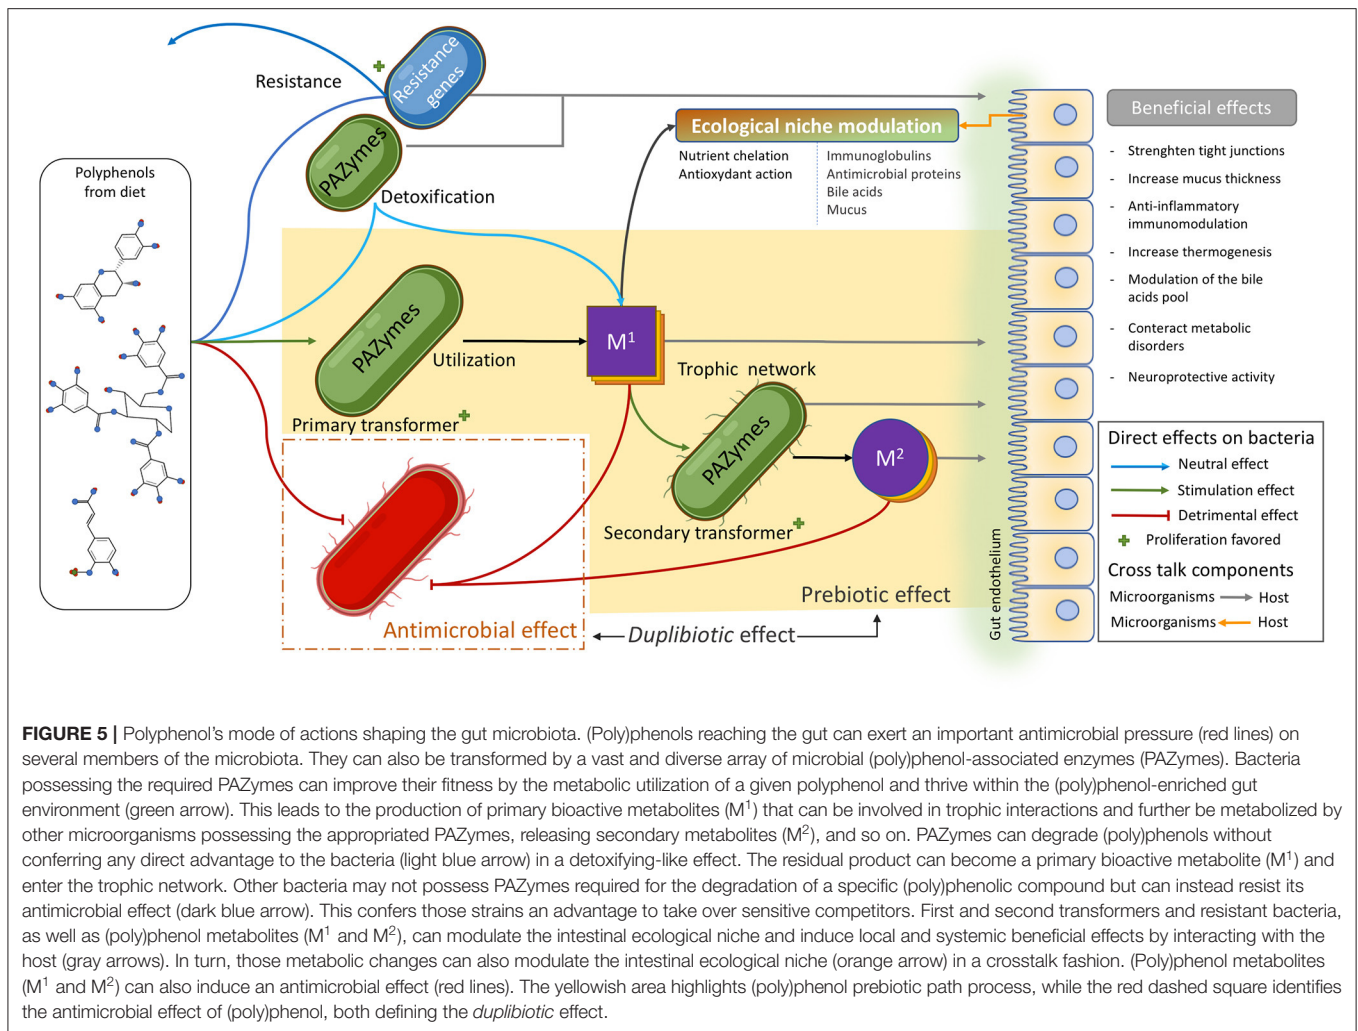 Resistance
Resistance
genes
PAZymes
Detoxification
Polyphenols
from diet
Ecological niche modulation
Nutrient chelation
Antioxydant action
Immunoglobulins
Antimicrobial proteins
Bile acids
Mucus
Beneficial effects
- Strenghten tight junctions
- Increase mucus thickness
- Anti-inflammatory
immunomodulation
- Increase thermogenesis
- Modulation of the bile
acids pool
- Conteract metabolic
disorders
- Neuroprotective activity
PAZymes
Utilization
Primary transformer
M¹
Trophic network
PAZymes
Secondary transformer
M²
Prebiotic effect
Antimicrobial effect
Duplibiotic effect
Gut endothelium
Direct effects on bacteria
Neutral effect
Stimulation effect
Detrimental effect
Proliferation favored
Cross talk components
Microorganisms Host
Microorganisms Host
FIGURE 5 | Polyphenol's mode of actions shaping the gut microbiota. (Poly)phenols reaching the gut can exert an important antimicrobial pressure (red lines) on
several members of the microbiota. They can also be transformed by a vast and diverse array of microbial (poly)phenol-associated enzymes (PAZymes). Bacteria
possessing the required PAZymes can improve their fitness by the metabolic utilization of a given polyphenol and thrive within the (poly)phenol-enriched gut
environment (green arrow). This leads to the production of primary bioactive metabolites (M¹) that can be involved in trophic interactions and further be metabolized by
other microorganisms possessing the appropriated PAZymes, releasing secondary metabolites (M²), and so on. PAZymes can degrade (poly)phenols without
conferring any direct advantage to the bacteria (light blue arrow) in a detoxifying-like effect. The residual product can become a primary bioactive metabolite (M¹) and
enter the trophic network. Other bacteria may not possess PAZymes required for the degradation of a specific (poly)phenolic compound but can instead resist its
antimicrobial effect (dark blue arrow). This confers those strains an advantage to take over sensitive competitors. First and second transformers and resistant bacteria,
as well as (poly)phenol metabolites (M¹ and M²), can modulate the intestinal ecological niche and induce local and systemic beneficial effects by interacting with the
host (gray arrows). In turn, those metabolic changes can also modulate the intestinal ecological niche (orange arrow) in a crosstalk fashion. (Poly)phenol metabolites
(M¹ and M²) can also induce an antimicrobial effect (red lines). The yellowish area highlights (poly)phenol prebiotic path process, while the red dashed square identifies
the antimicrobial effect of (poly)phenol, both defining the duplibiotic effect.